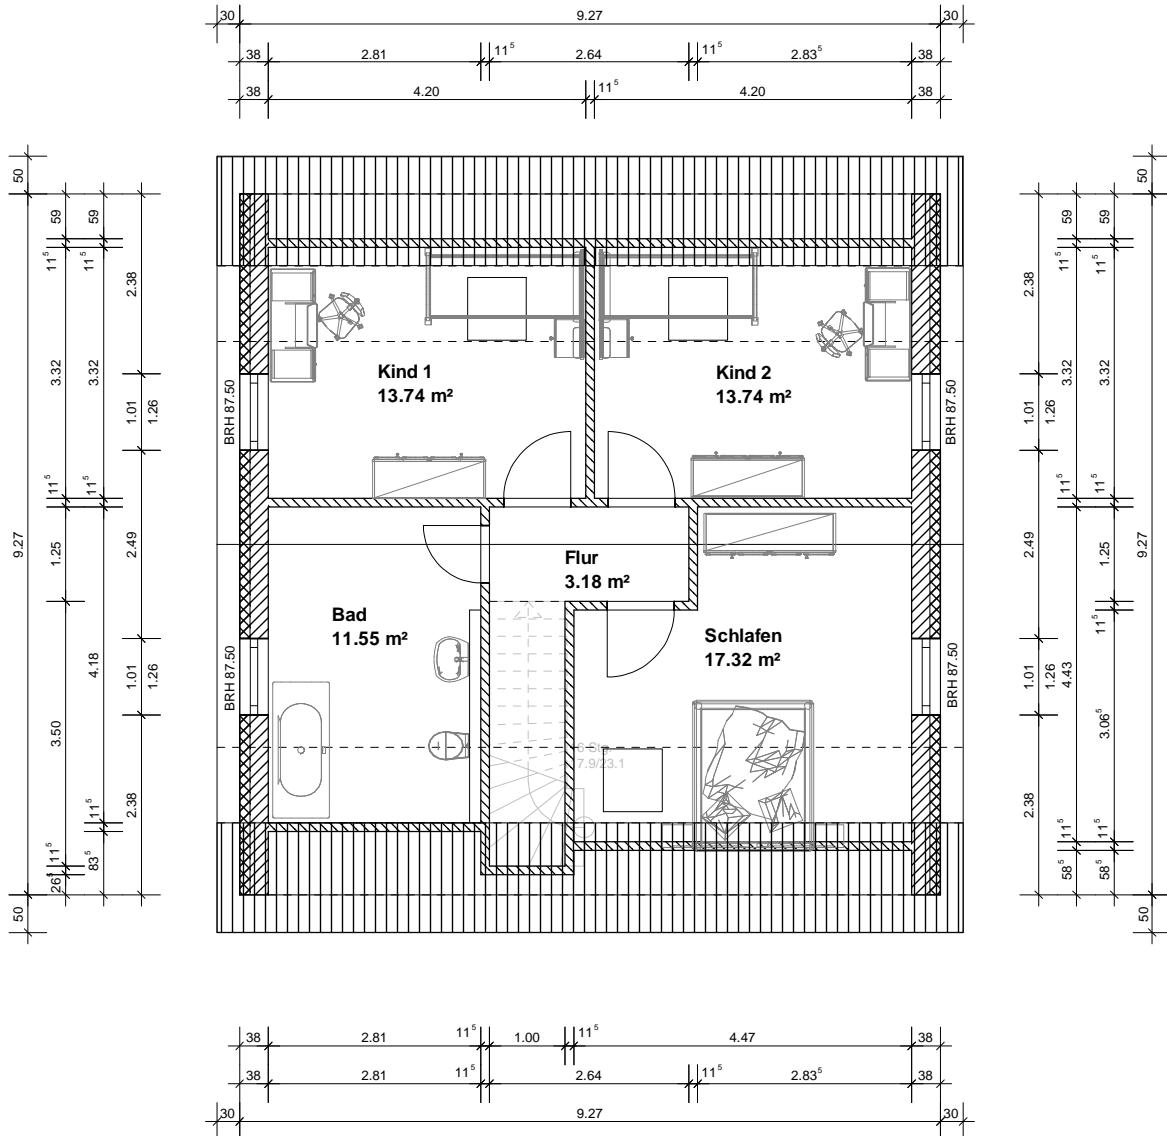 30 9.27 30
38 2.81 11⁵ 2.64 11⁵ 2.83⁵ 38
38 4.20 11⁵ 4.20 38
50
59 59
11⁵ 11⁵
2.38
3.32 3.32
BRH 87.50
1.01
1.26
11⁵ 11⁵
9.27
1.25
2.49
4.18
1.01
1.26
BRH 87.50
3.50
2.38
11⁵
83⁵
11⁵
26⁵
50
Kind 1
13.74 m²
Kind 2
13.74 m²
Flur
3.18 m²
Bad
11.55 m²
Schlafen
17.32 m²
6 Stg.
7.9/23.1
50
59 59
11⁵ 11⁵
2.38
3.32 3.32
BRH 87.50
1.01
1.26
11⁵ 11⁵
2.49
1.25
9.27
11⁵
BRH 87.50
1.01
1.26
4.43
3.06⁵
2.38
11⁵ 11⁵
58⁵ 58⁵
50
38 2.81 11⁵ 1.00 11⁵ 4.47 38
38 2.81 11⁵ 2.64 11⁵ 2.83⁵ 38
30 9.27 30